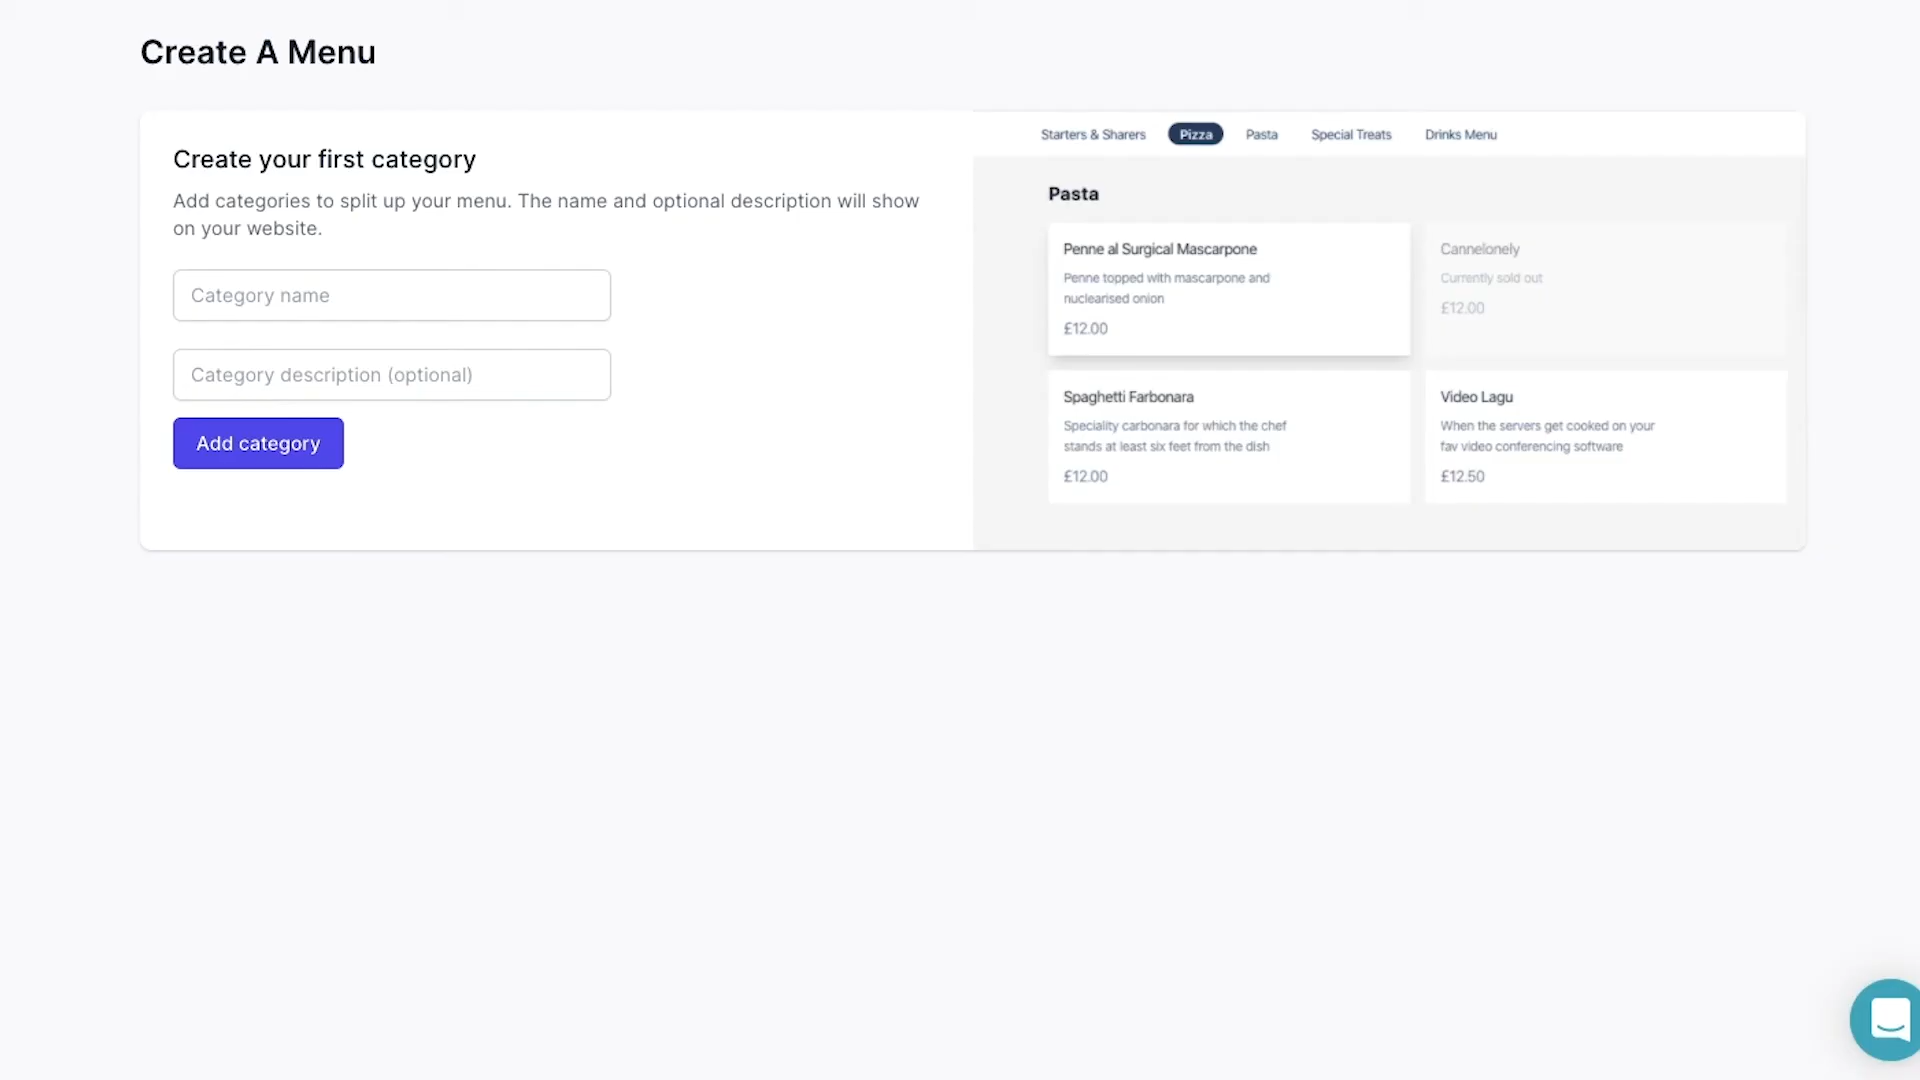 Create A Menu
Create your first category
Add categories to split up your menu. The name and optional description will show
on your website.
Category name
Category description (optional)
Add category
Starters & Sharers Pizza Pasta Special Treats Drinks Menu
Pasta
Penne al Surgical Mascarpone
Penne topped with mascarpone and
nuclearised onion
£12.00
Cannelonely
Currently sold out
£12.00
Spaghetti Farbonara
Speciality carbonara for which the chef
stands at least six feet from the dish
£12.00
Video Lagu
When the servers get cooked on your
fav video conferencing software
£12.50